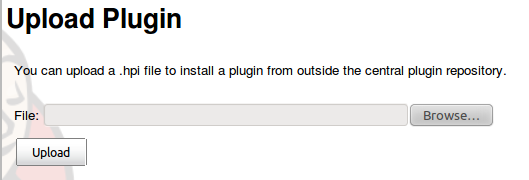 Upload Plugin
You can upload a .hpi file to install a plugin from outside the central plugin repository.
File: Browse...
Upload